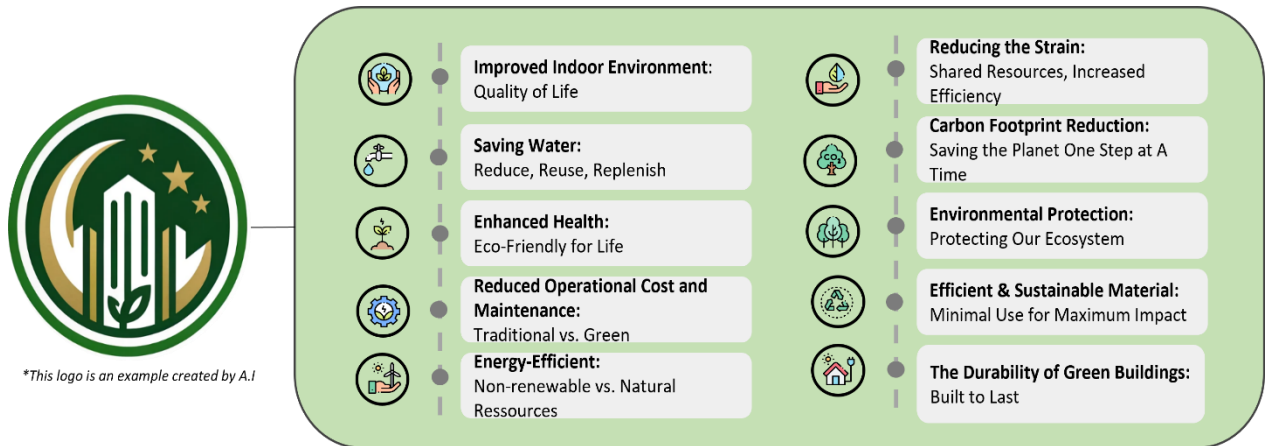 Improved Indoor Environment:
Quality of Life
Saving Water:
Reduce, Reuse, Replenish
Enhanced Health:
Eco-Friendly for Life
Reduced Operational Cost and
Maintenance:
Traditional vs. Green
Energy-Efficient:
Non-renewable vs. Natural
Ressources
Reducing the Strain:
Shared Resources, Increased
Efficiency
Carbon Footprint Reduction:
Saving the Planet One Step at A
Time
CO₂
Environmental Protection:
Protecting Our Ecosystem
Efficient & Sustainable Material:
Minimal Use for Maximum Impact
The Durability of Green Buildings:
Built to Last
*This logo is an example created by A.I